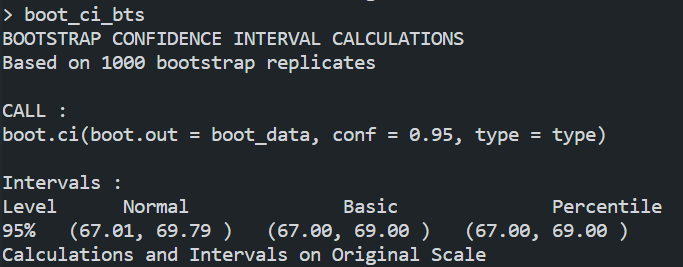 > boot_ci_bts
BOOTSTRAP CONFIDENCE INTERVAL CALCULATIONS
Based on 1000 bootstrap replicates

CALL :
boot.ci(boot.out = boot_data, conf = 0.95, type = type)

Intervals :
Level      Normal              Basic              Percentile
95%   (67.01, 69.79 )   (67.00, 69.00 )   (67.00, 69.00 )
Calculations and Intervals on Original Scale